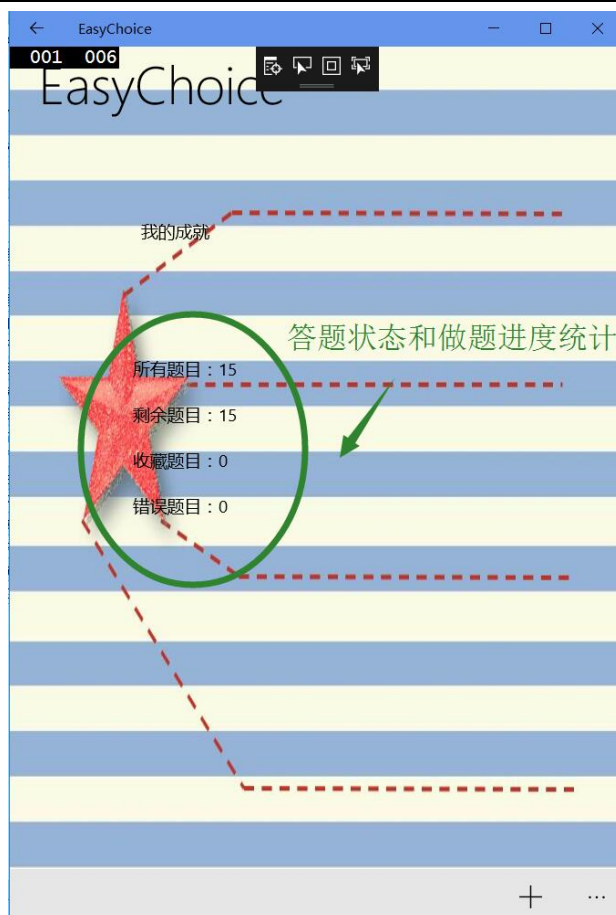 EasyChoice
001 006
EasyChoice
我的成就
答题状态和做题进度统计
所有题目：15
剩余题目：15
收藏题目：0
错误题目：0